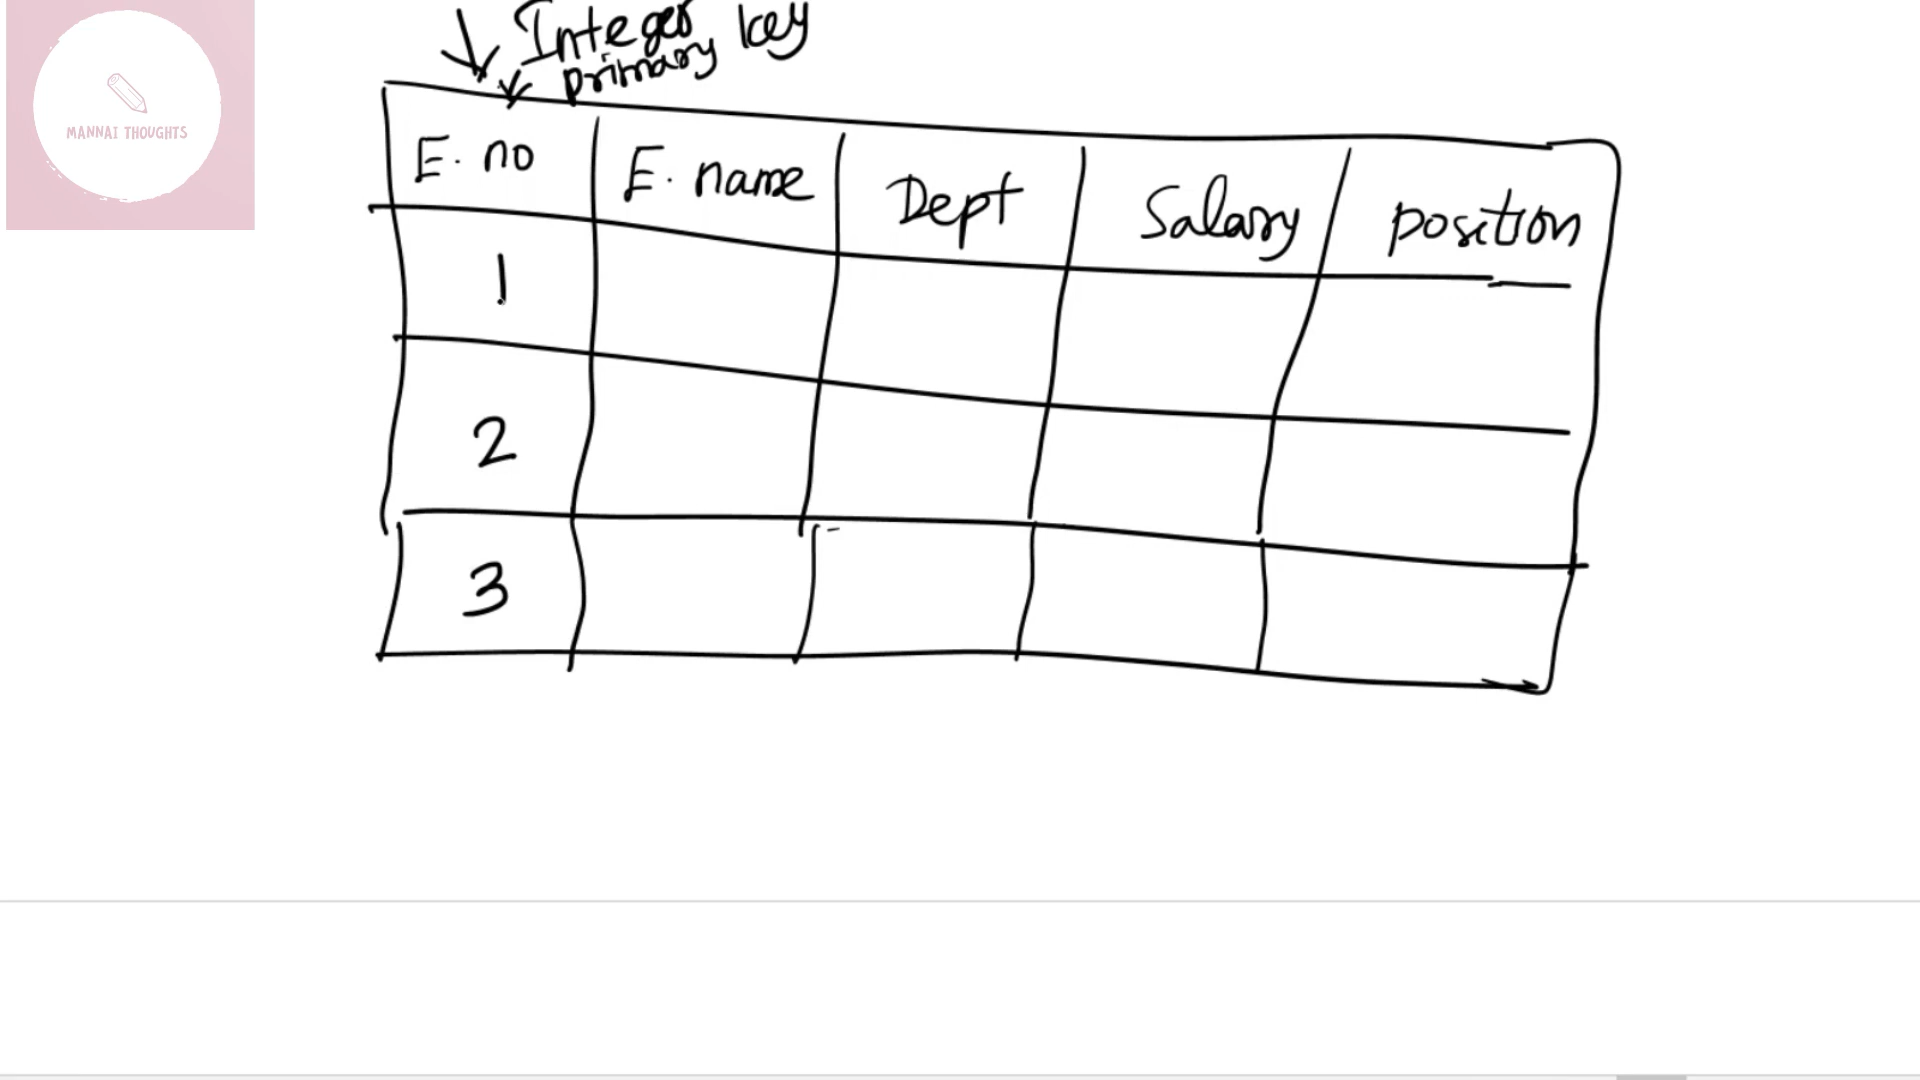 MANNAI THOUGHTS
Integer key
primary
E. no E. name Dept Salary position
1
2
3